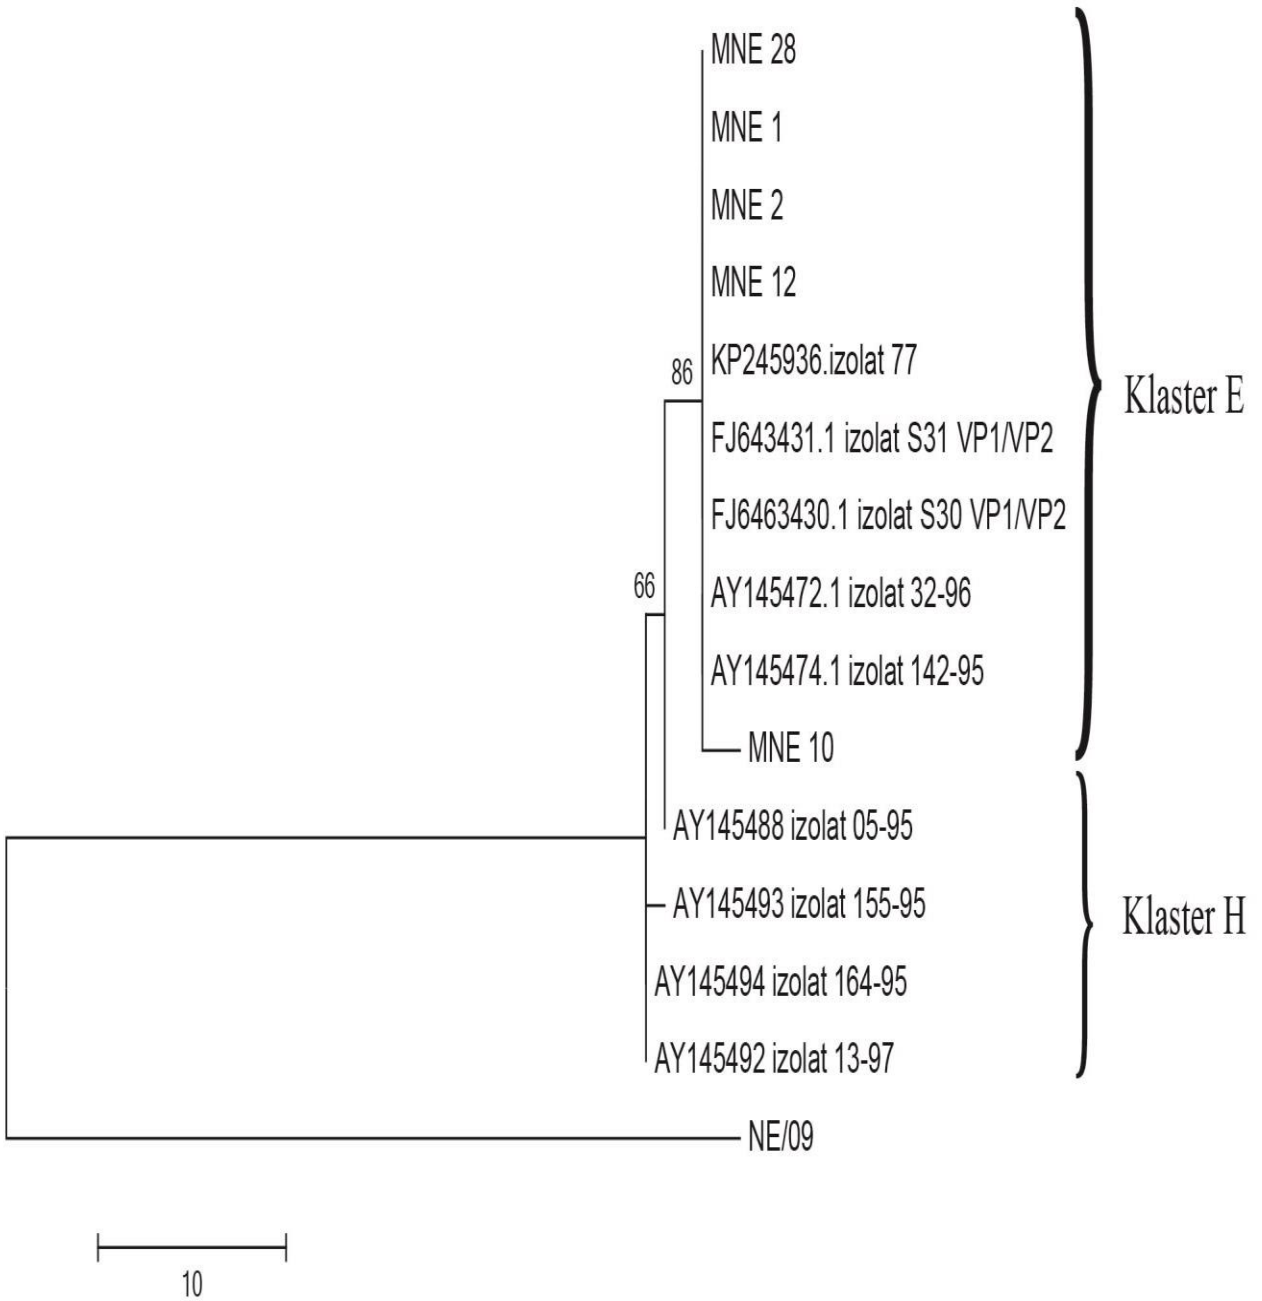 MNE 28
MNE 1
MNE 2
MNE 12
KP245936.izolat 77
86
Klaster E
FJ643431.1 izolat S31 VP1/VP2
FJ6463430.1 izolat S30 VP1/VP2
66
AY145472.1 izolat 32-96
AY145474.1 izolat 142-95
MNE 10
AY145488 izolat 05-95
AY145493 izolat 155-95
Klaster H
AY145494 izolat 164-95
AY145492 izolat 13-97
NE/09
10